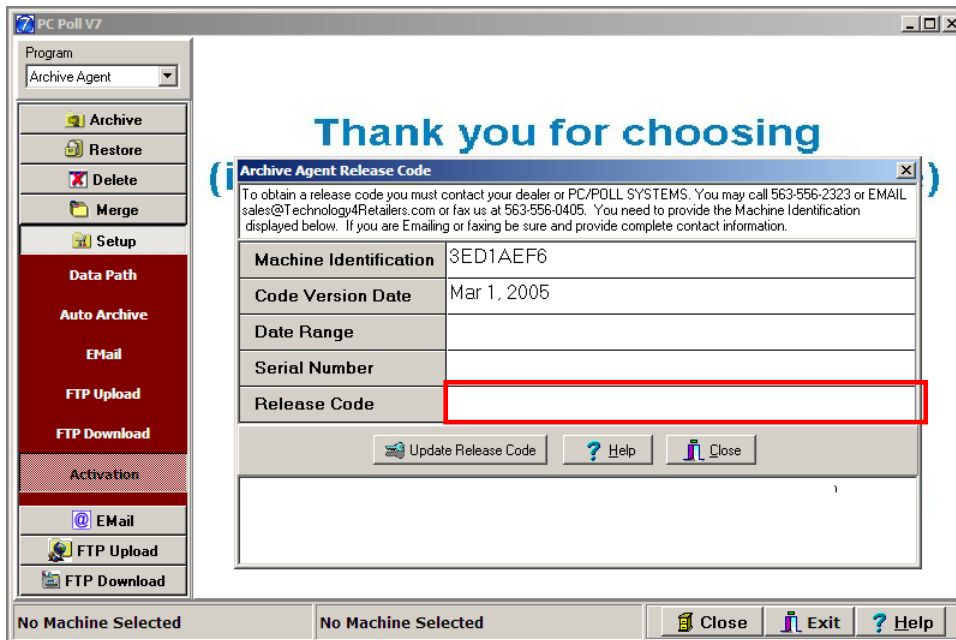 PC Poll V7
Program
Archive Agent
Archive
Restore
Delete
Merge
Setup
Data Path
Auto Archive
EMail
FTP Upload
FTP Download
Activation
EMail
FTP Upload
FTP Download
Thank you for choosing
(i
)
Archive Agent Release Code
To obtain a release code you must contact your dealer or PC/POLL SYSTEMS. You may call 563-556-2323 or EMAIL
sales@Technology4Retailers.com or fax us at 563-556-0405. You need to provide the Machine Identification
displayed below. If you are Emailing or faxing be sure and provide complete contact information.
Machine Identification 3ED1AEF6
Code Version Date Mar 1, 2005
Date Range
Serial Number
Release Code
Update Release Code Help Close
No Machine Selected No Machine Selected Close Exit Help